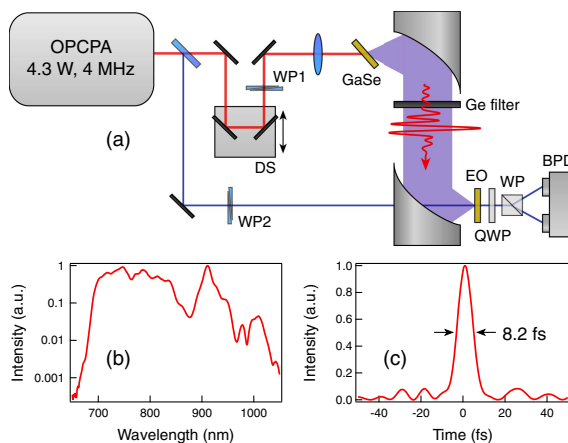 OPCPA
4.3 W, 4 MHz
WP1
GaSe
Ge filter
(a)
DS
EO
WP
BPD
WP2
QWP
(b)
Intensity (a.u.)
1
0.1
0.01
0.001
700
800
900
1000
Wavelength (nm)
(c)
Intensity (a.u.)
1.0
0.8
0.6
0.4
0.2
0.0
8.2 fs
-40
-20
0
20
40
Time (fs)